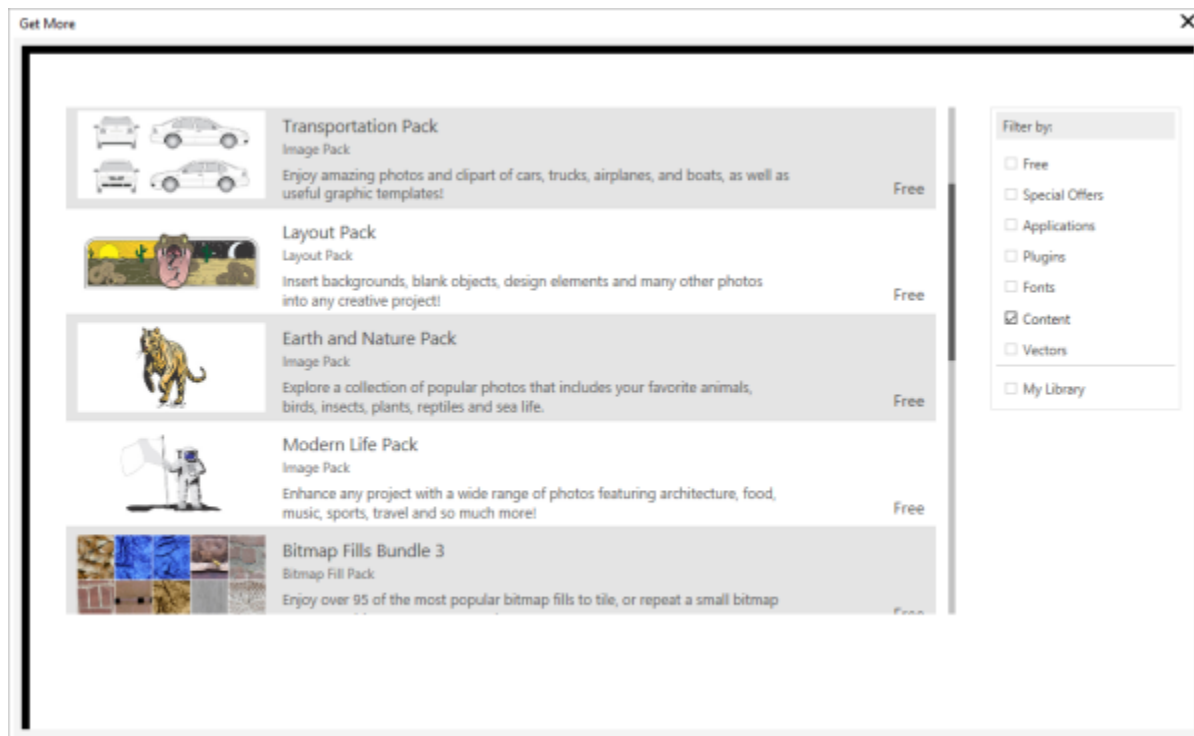 Get More
Transportation Pack
Image Pack
Enjoy amazing photos and clipart of cars, trucks, airplanes, and boats, as well as
useful graphic templates!
Free
Layout Pack
Layout Pack
Insert backgrounds, blank objects, design elements and many other photos
into any creative project!
Free
Earth and Nature Pack
Image Pack
Explore a collection of popular photos that includes your favorite animals,
birds, insects, plants, reptiles and sea life.
Free
Modern Life Pack
Image Pack
Enhance any project with a wide range of photos featuring architecture, food,
music, sports, travel and so much more!
Free
Bitmap Fills Bundle 3
Bitmap Fill Pack
Enjoy over 95 of the most popular bitmap fills to tile, or repeat a small bitmap
Free
Filter by:
Free
Special Offers
Applications
Plugins
Fonts
Content
Vectors
My Library